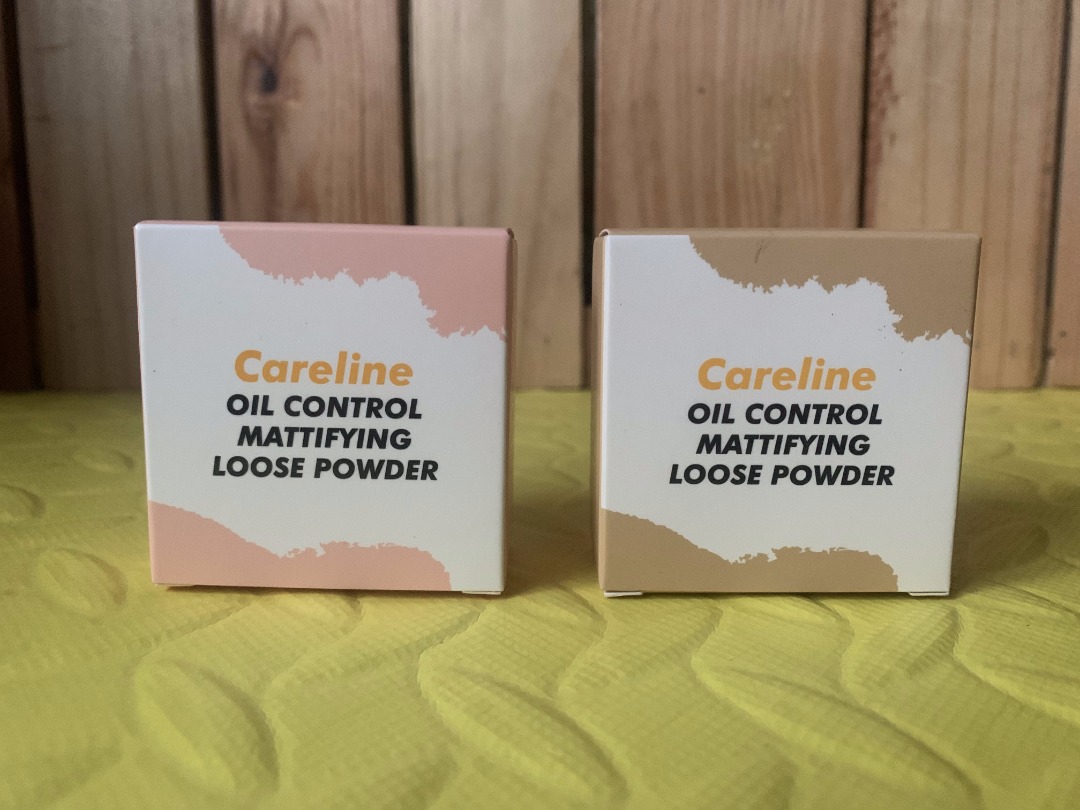 Careline
OIL CONTROL
MATTIFYING
LOOSE POWDER
Careline
OIL CONTROL
MATTIFYING
LOOSE POWDER